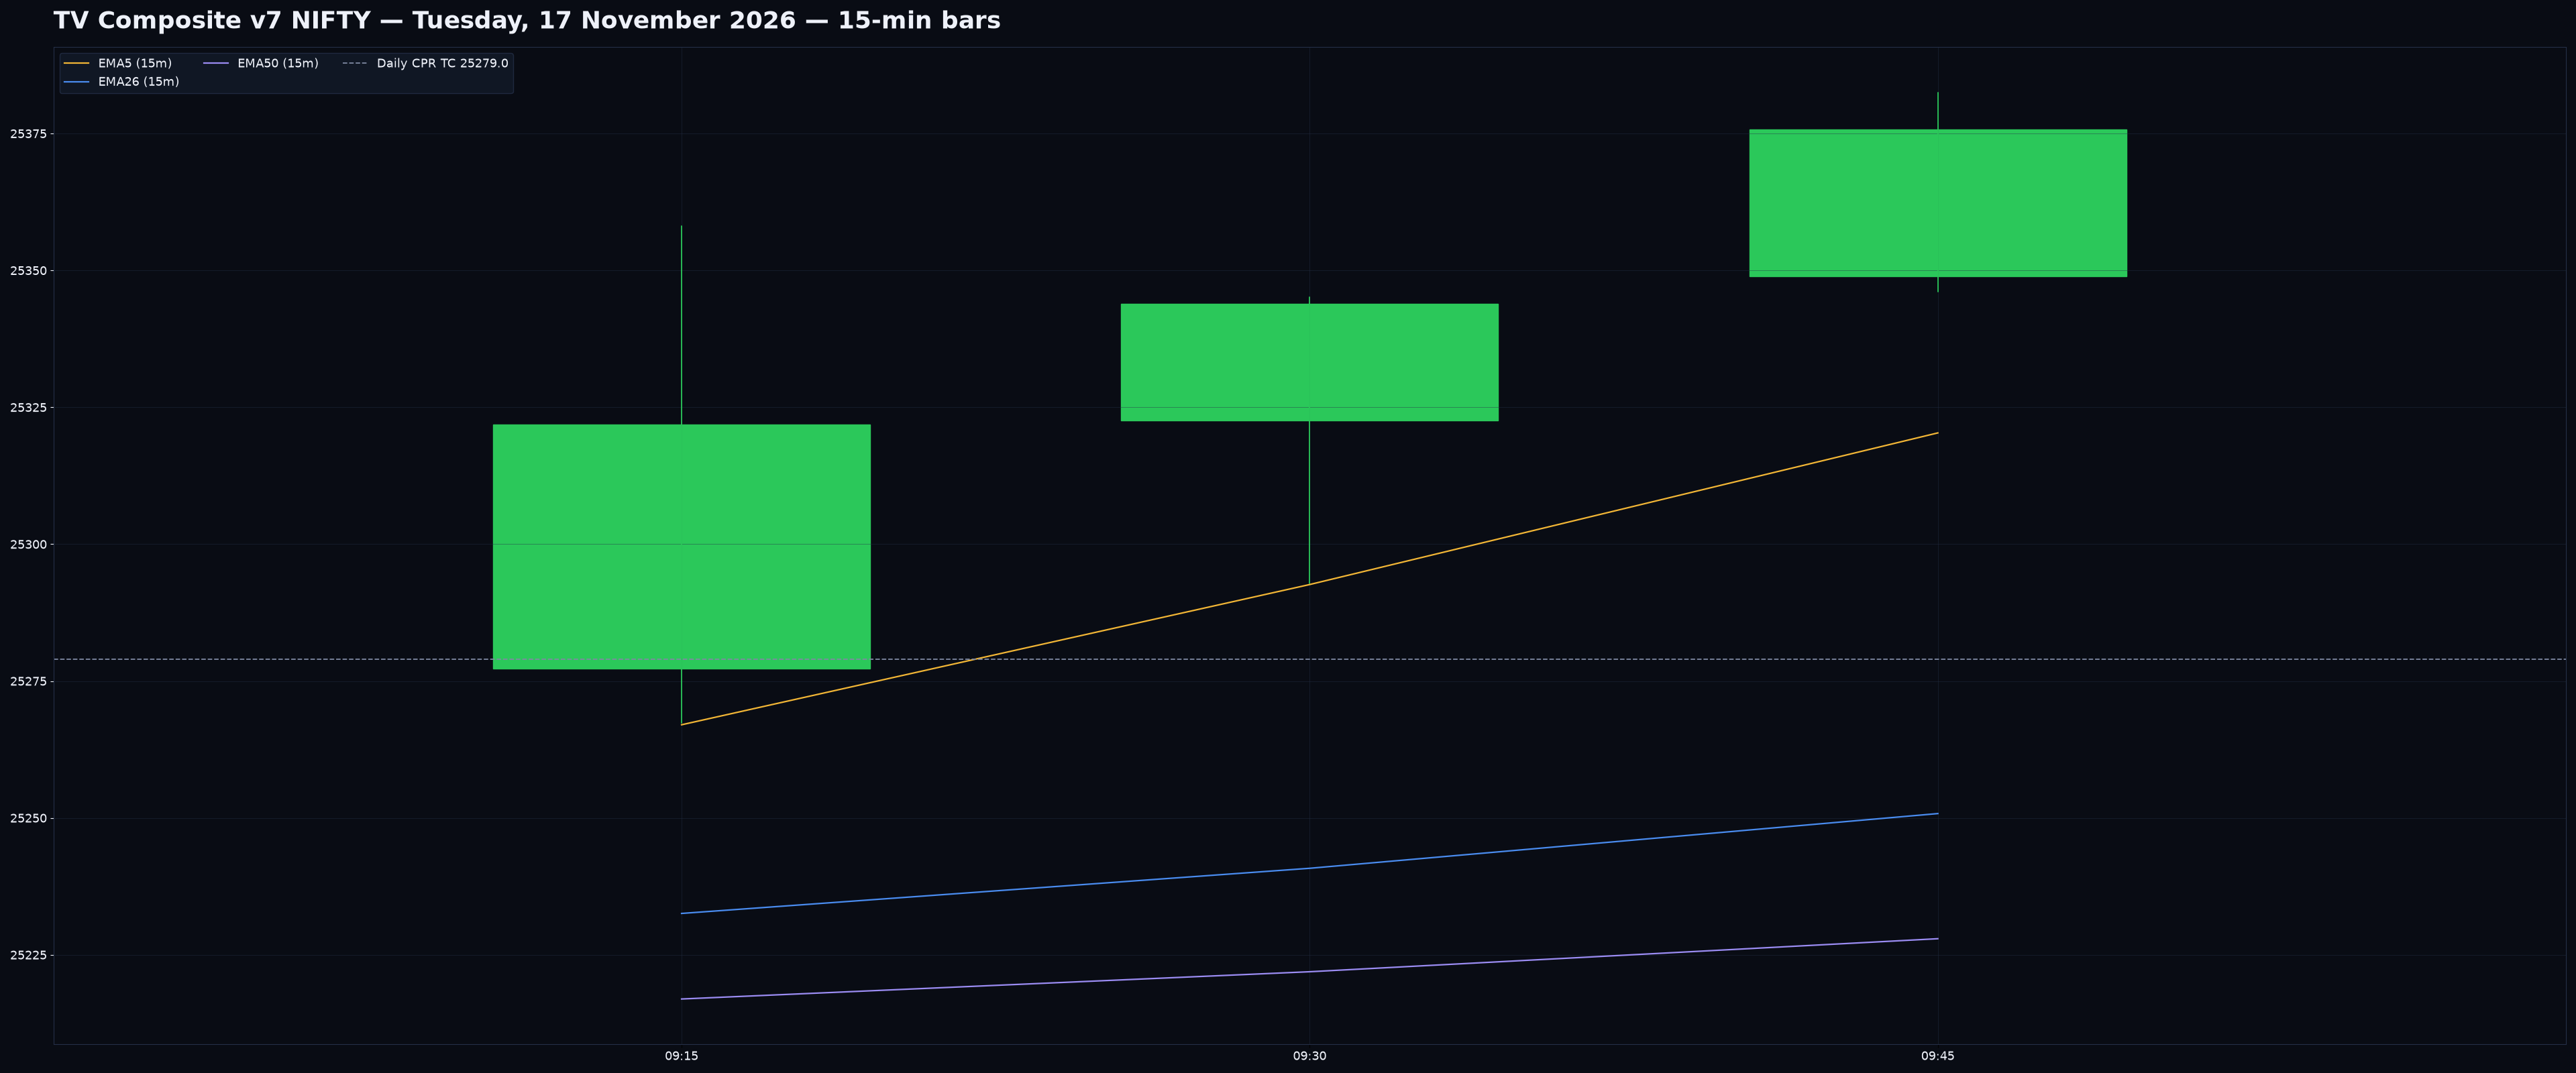 TV Composite v7 NIFTY — Tuesday, 17 November 2026 — 15-min bars
EMA5 (15m) EMA50 (15m) Daily CPR TC 25279.0
EMA26 (15m)
25375
25350
25325
25300
25275
25250
25225
09:15 09:30 09:45